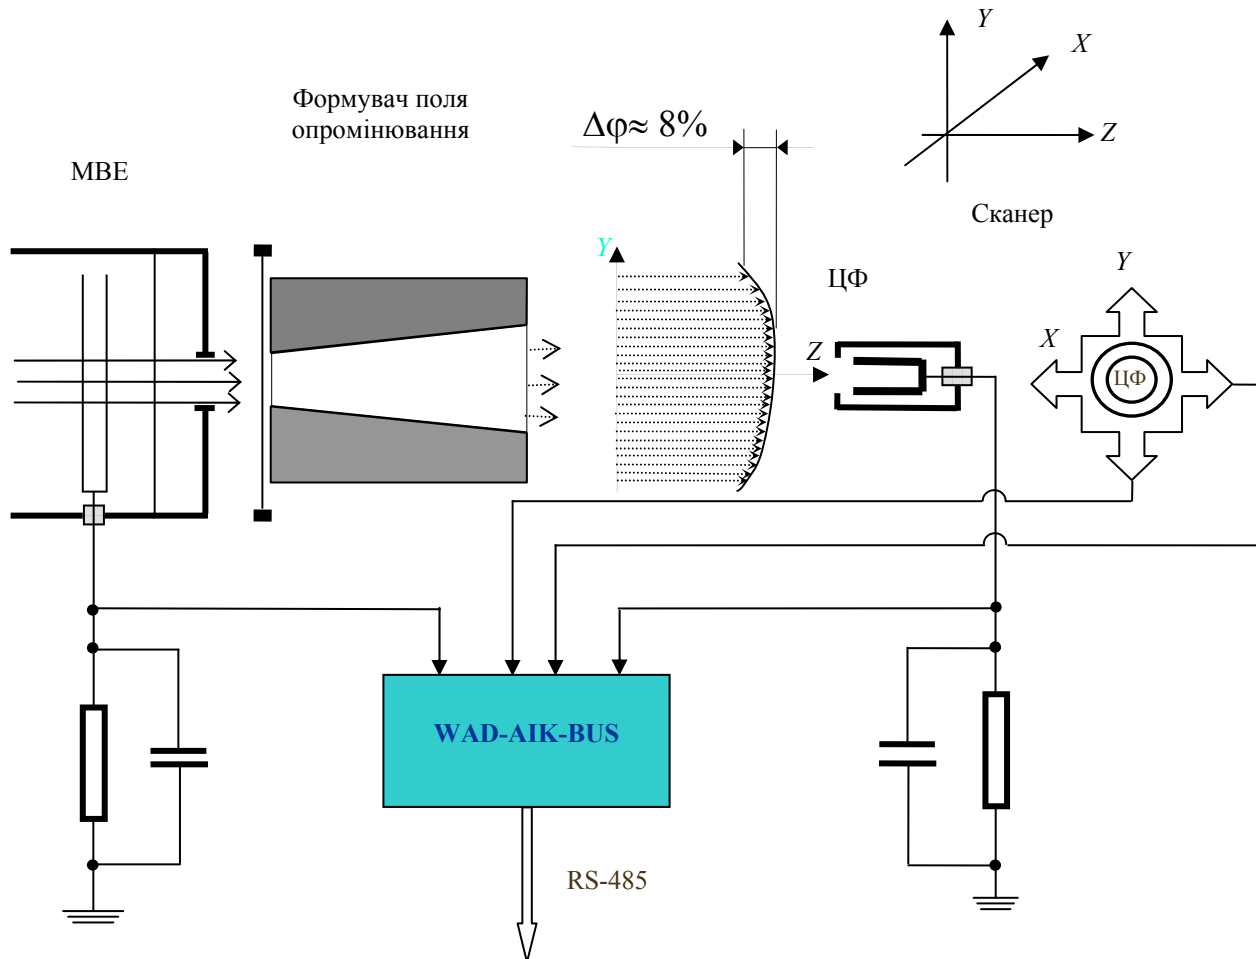 Y
X
Формувач поля
опромінювання
Δφ≈ 8%
Z
МВЕ
Сканер
Y
ЦФ
Y
Z
X
ЦФ
WAD-AIK-BUS
RS-485